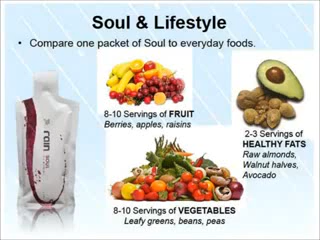 Soul & Lifestyle
• Compare one packet of Soul to everyday foods.
rain
SOUL
8-10 Servings of FRUIT
Berries, apples, raisins
2-3 Servings of
HEALTHY FATS
Raw almonds,
Walnut halves,
Avocado
8-10 Servings of VEGETABLES
Leafy greens, beans, peas